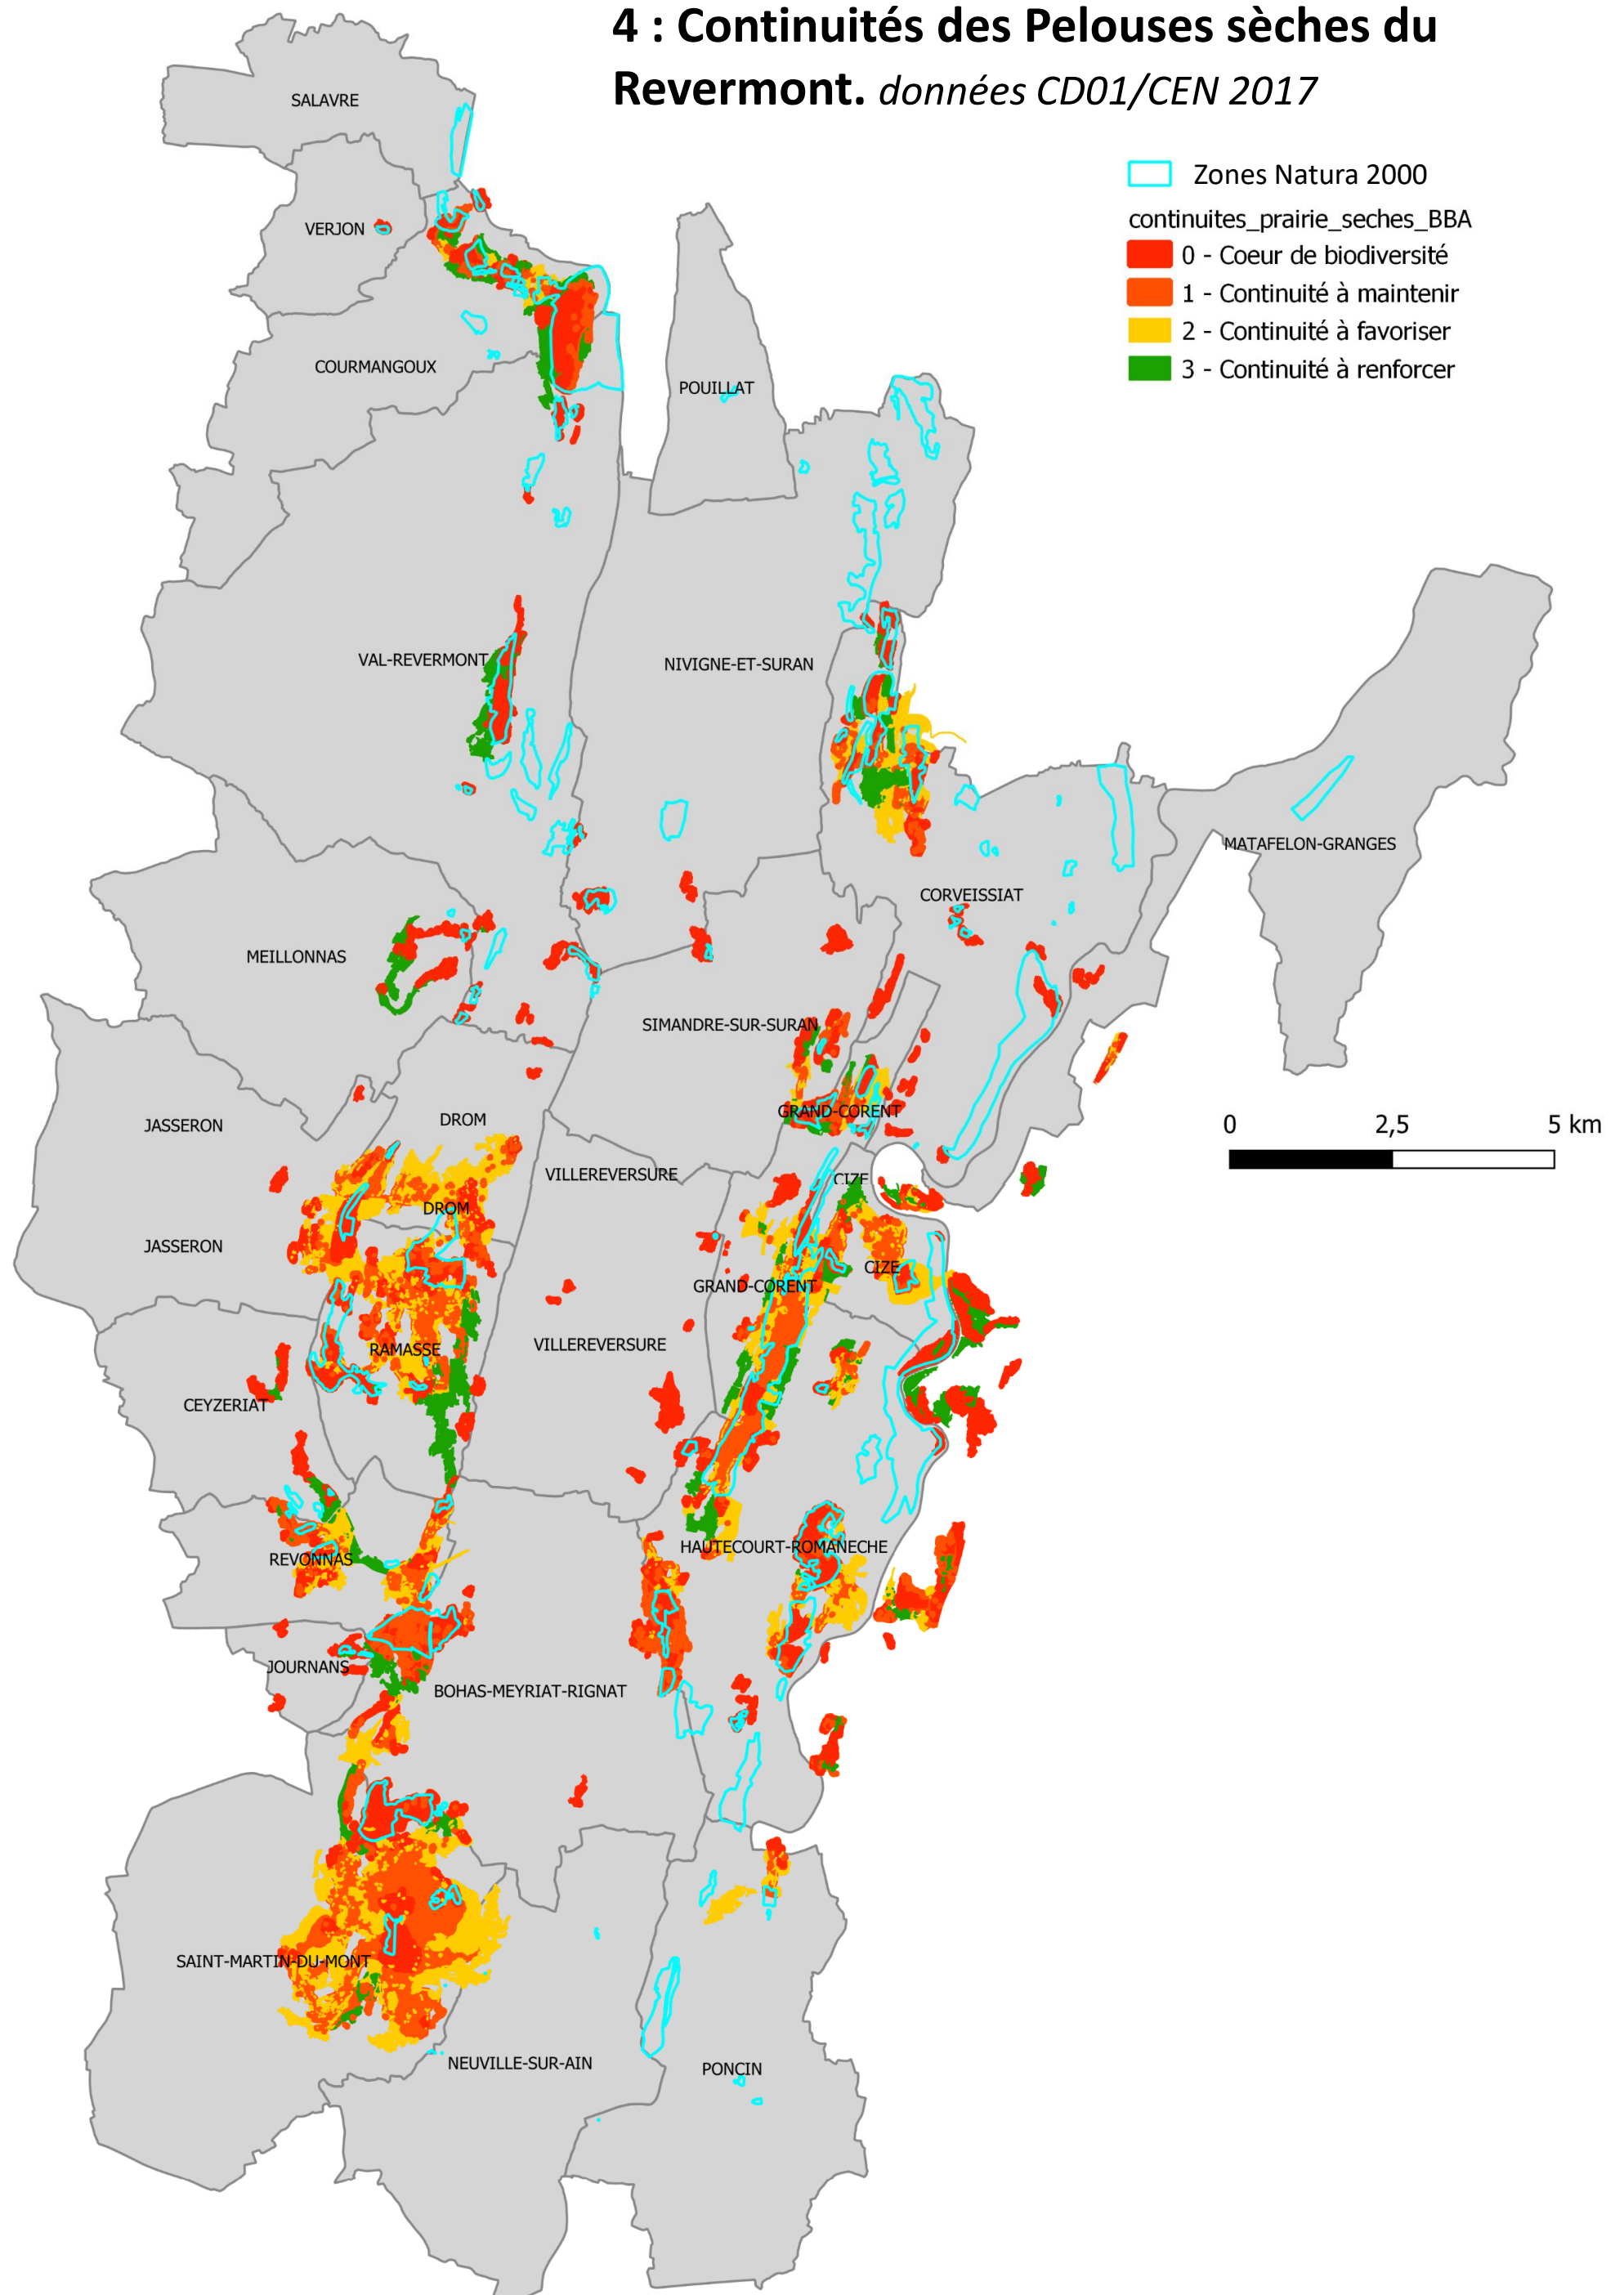 4 : Continuités des Pelouses sèches du
Revermont. données CD01/CEN 2017
Zones Natura 2000
continuites_prairie_seches_BBA
0 - Coeur de biodiversité
1 - Continuité à maintenir
2 - Continuité à favoriser
3 - Continuité à renforcer
SALAVRE
VERJON
COURMANGOUX
POUILLAT
VAL-REVERMONT
NIVIGNE-ET-SURAN
MATAFELON-GRANGES
CORVEISSIAT
MEILLONNAS
SIMANDRE-SUR-SURAN
GRAND-CORENT
0 2,5 5 km
JASSERON
DROM
VILLEREVERSURE
CIZE
DROM
JASSERON
CIZE
GRAND-CORENT
VILLEREVERSURE
RAMASSE
CEYZERIAT
HAUTECOURT-ROMANECHE
REVONNAS
JOURNANS
BOHAS-MEYRIAT-RIGNAT
SAINT-MARTIN-DU-MONT
NEUVILLE-SUR-AIN
PONCIN